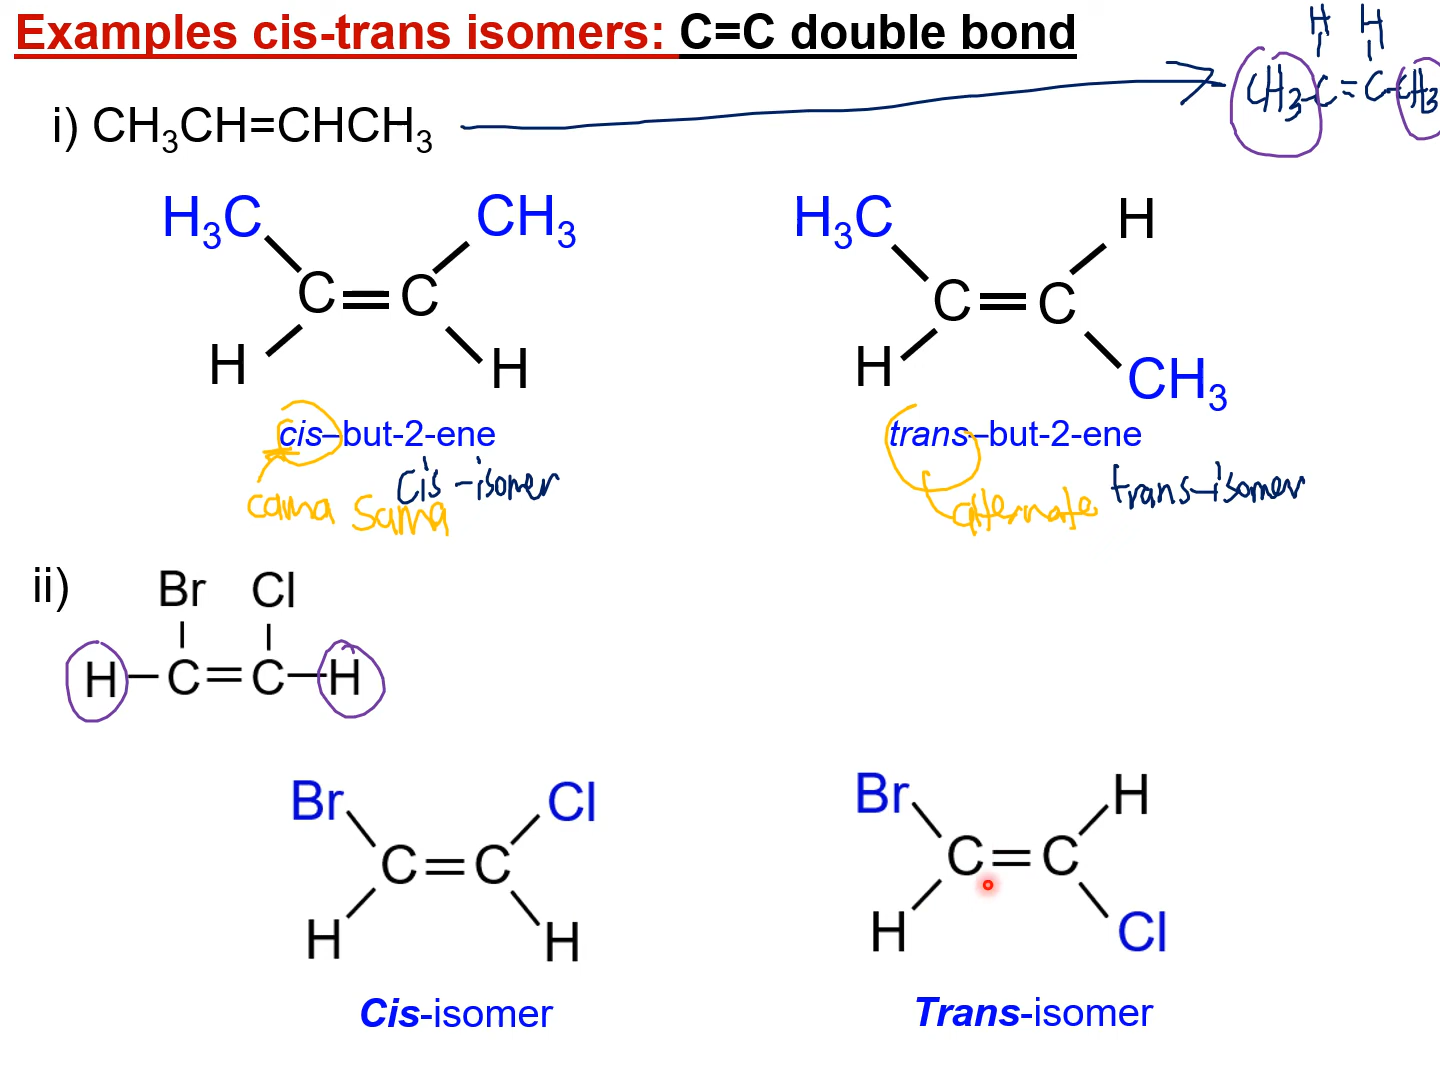 Examples cis-trans isomers: C=C double bond
H H
CH3-C=C-CH3
i) CH3CH=CHCH3
H3C CH3
C=C
H H
cis–but-2-ene
cis-isomer
cama sama
H3C H
C=C
H CH3
trans–but-2-ene
trans-isomer
alternate
ii)
Br Cl
H–C=C–H
Br Cl
C=C
H H
Cis-isomer
Br H
C=C
H Cl
Trans-isomer